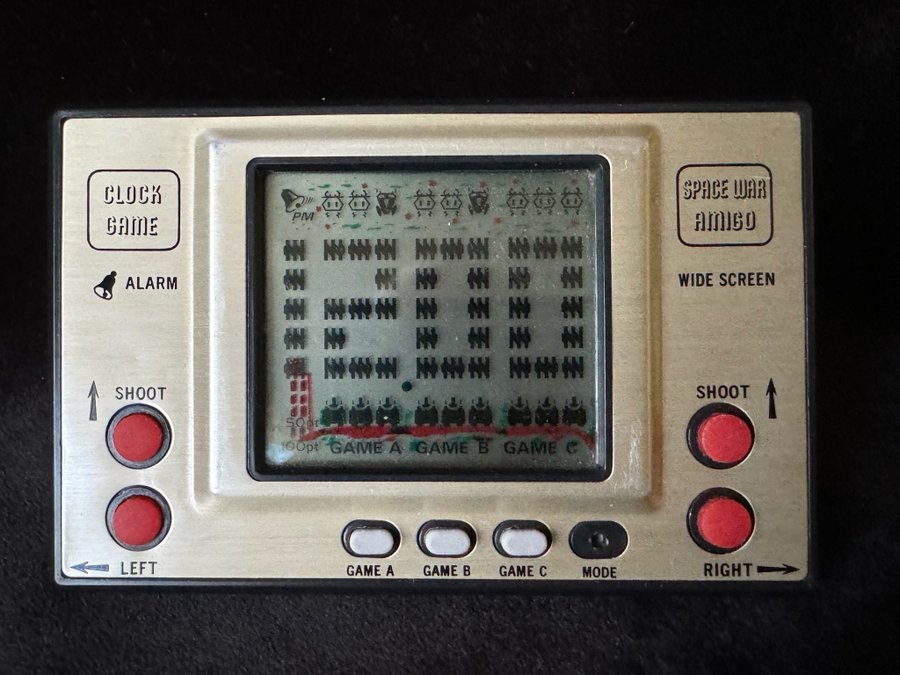 CLOCK
GAME
SPACE WAR
AMIGO
ALARM
WIDE SCREEN
PM
SHOOT
SHOOT
50pt
100pt
GAME A
GAME B
GAME C
LEFT
GAME A
GAME B
GAME C
MODE
RIGHT